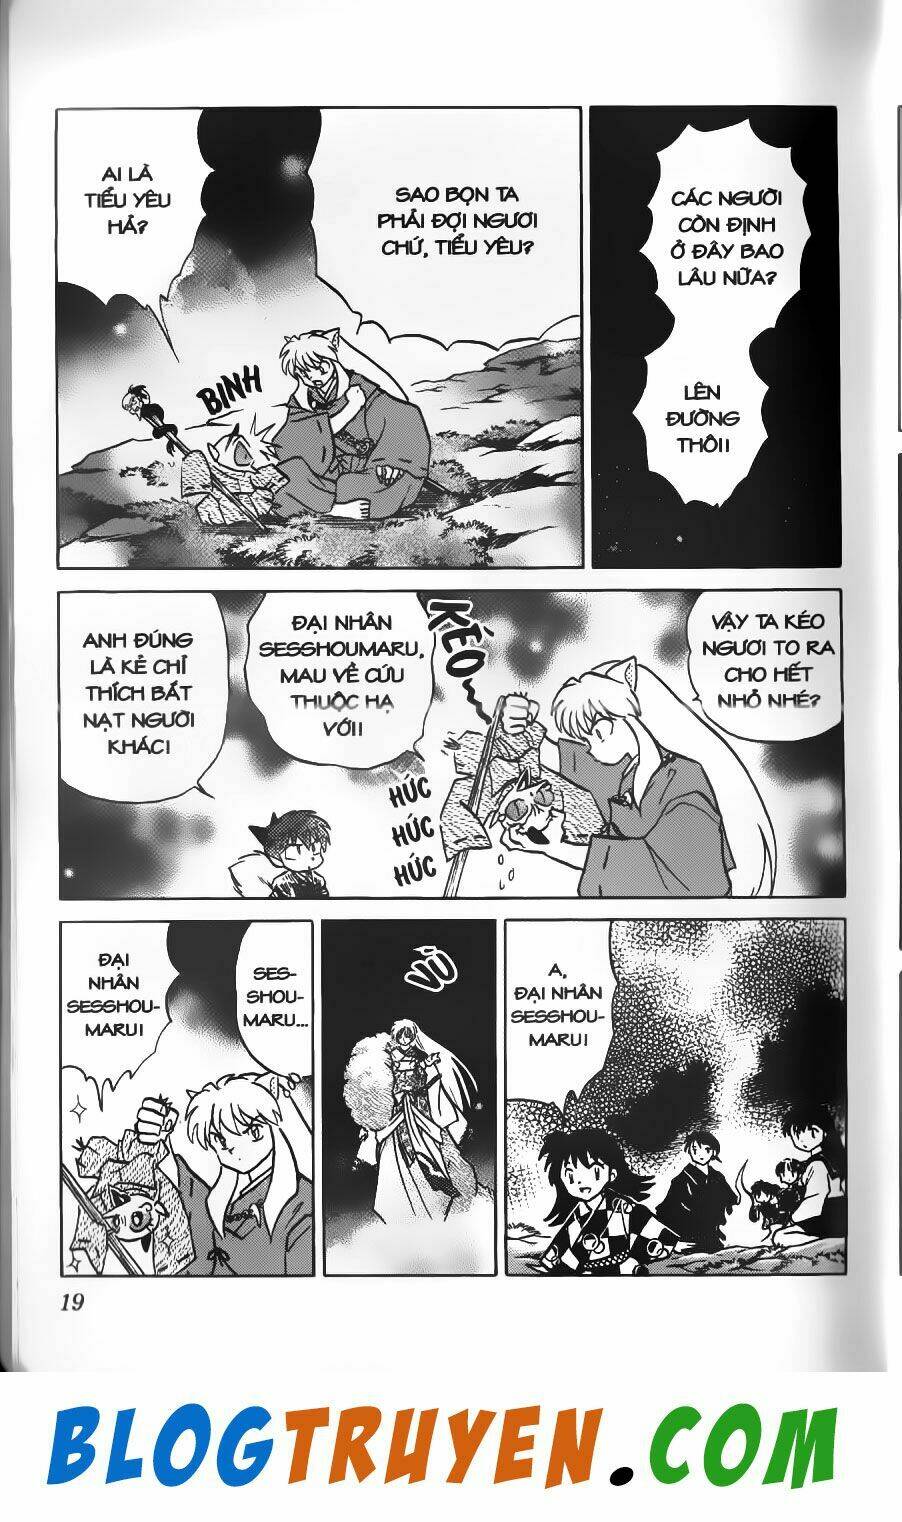 CÁC NGƯỜI
CÒN ĐỊNH
Ở ĐÂY BAO
LÂU NỮA?
LÊN
ĐƯỜNG
THÔI!
SAO BỌN TA
PHẢI ĐỢI NGƯƠI
CHỨ, TIỂU YÊU?
AI LÀ
TIỂU YÊU
HẢ?
BINH
VẬY TA KÉO
NGƯƠI TO RA
CHO HẾT
NHỎ NHÉ?
KÉO
ĐẠI NHÂN
SESSHOUMARU,
MAU VỀ CỨU
THUỘC HẠ
VỚI!
HÚC
HÚC
HÚC
ANH ĐÚNG
LÀ KẺ CHỈ
THÍCH BẮT
NẠT NGƯỜI
KHÁC!
A,
ĐẠI NHÂN
SESSHOU-
MARU!
VÙ
SES-
SHOU-
MARU...
ĐẠI
NHÂN
SESSHOU-
MARU!
19
BLOGTRUYEN.COM